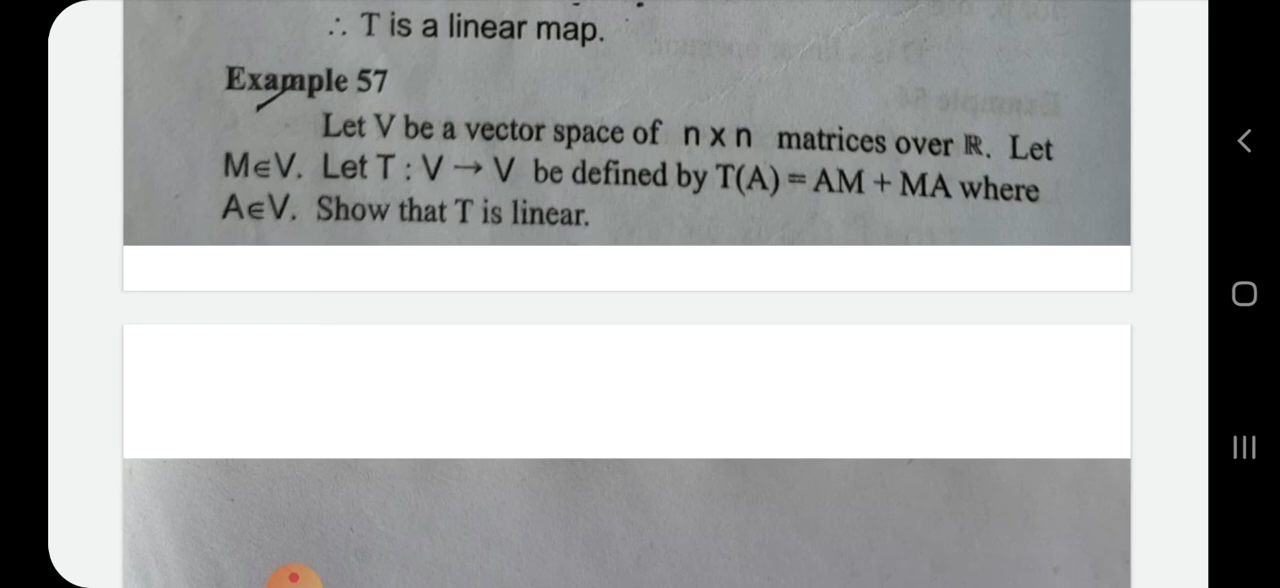 ∴ T is a linear map.
Example 57
Let V be a vector space of n x n matrices over ℝ. Let
M∈V. Let T : V → V be defined by T(A) = AM + MA where
A∈V. Show that T is linear.